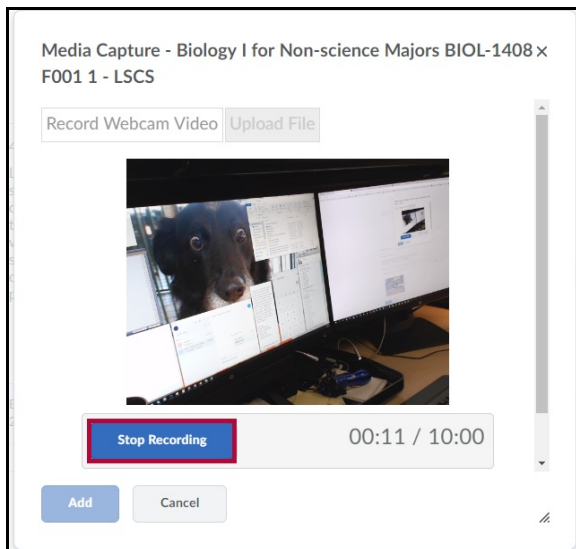 Media Capture - Biology I for Non-science Majors BIOL-1408 ×
F001 1 - LSCS
Record Webcam Video Upload File
Stop Recording 00:11 / 10:00
Add Cancel